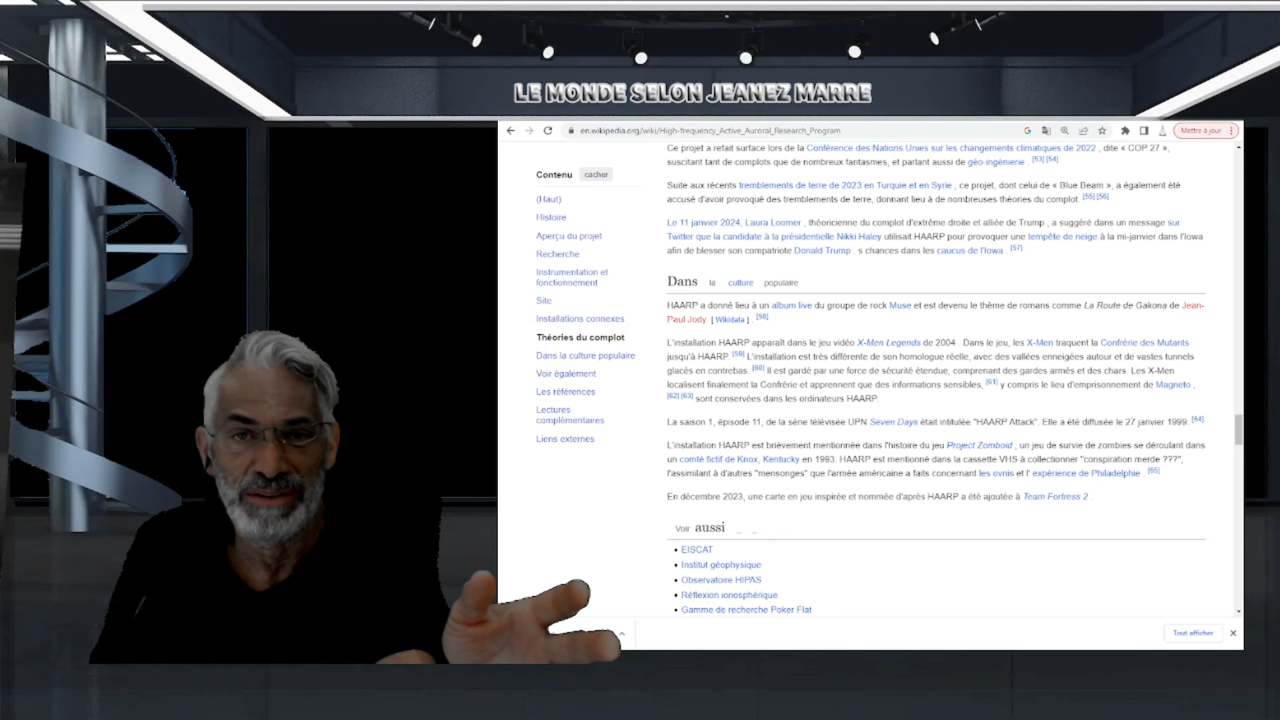 LE MONDE SELON JEANEZ MARRE
en.wikipedia.org/wiki/High-frequency_Active_Auroral_Research_Program
Mettre à jour
Contenu cacher
(Haut)
Histoire
Aperçu du projet
Recherche
Instrumentation et
fonctionnement
Site
Installations connexes
Théories du complot
Dans la culture populaire
Voir également
Les références
Lectures
complémentaires
Liens externes
Ce projet a refait surface lors de la Conférence des Nations Unies sur les changements climatiques de 2022 , dite « COP 27 »,
suscitant tant de complots que de nombreux fantasmes, et parlant aussi de géo-ingénierie . [53] [54]
Suite aux récents tremblements de terre de 2023 en Turquie et en Syrie , ce projet, dont celui de « Blue Beam », a également été
accusé d'avoir provoqué des tremblements de terre, donnant lieu à de nombreuses théories du complot. [55] [56]
Le 11 janvier 2024, Laura Loomer , théoricienne du complot d'extrême droite et alliée de Trump , a suggéré dans un message sur
Twitter que la candidate à la présidentielle Nikki Haley utilisait HAARP pour provoquer une tempête de neige à la mi-janvier dans l'Iowa
afin de blesser son compatriote Donald Trump . s chances dans les caucus de l'Iowa . [57]
Dans la culture populaire
HAARP a donné lieu à un album live du groupe de rock Muse et est devenu le thème de romans comme La Route de Gakona de Jean-
Paul Jody [ Wikidata ] . [58]
L'installation HAARP apparaît dans le jeu vidéo X-Men Legends de 2004 . Dans le jeu, les X-Men traquent la Confrérie des Mutants
jusqu'à HAARP. [59] L'installation est très différente de son homologue réelle, avec des vallées enneigées autour et de vastes tunnels
glacés en contrebas. [60] Il est gardé par une force de sécurité étendue, comprenant des gardes armés et des chars. Les X-Men
localisent finalement la Confrérie et apprennent que des informations sensibles, [61] y compris le lieu d'emprisonnement de Magneto ,
[62] [63] sont conservées dans les ordinateurs HAARP.
La saison 1, épisode 11, de la série télévisée UPN Seven Days était intitulée "HAARP Attack". Elle a été diffusée le 27 janvier 1999. [64]
L'installation HAARP est brièvement mentionnée dans l'histoire du jeu Project Zomboid , un jeu de survie de zombies se déroulant dans
un comté fictif de Knox, Kentucky en 1993. HAARP est mentionné dans la cassette VHS à collectionner "conspiration merde ???",
l'assimilant à d'autres "mensonges" que l'armée américaine a faits concernant les ovnis et l' expérience de Philadelphie . [65]
En décembre 2023, une carte en jeu inspirée et nommée d'après HAARP a été ajoutée à Team Fortress 2 .
Voir aussi
• EISCAT
• Institut géophysique
• Observatoire HIPAS
• Réflexion ionosphérique
• Gamme de recherche Poker Flat
Tout afficher